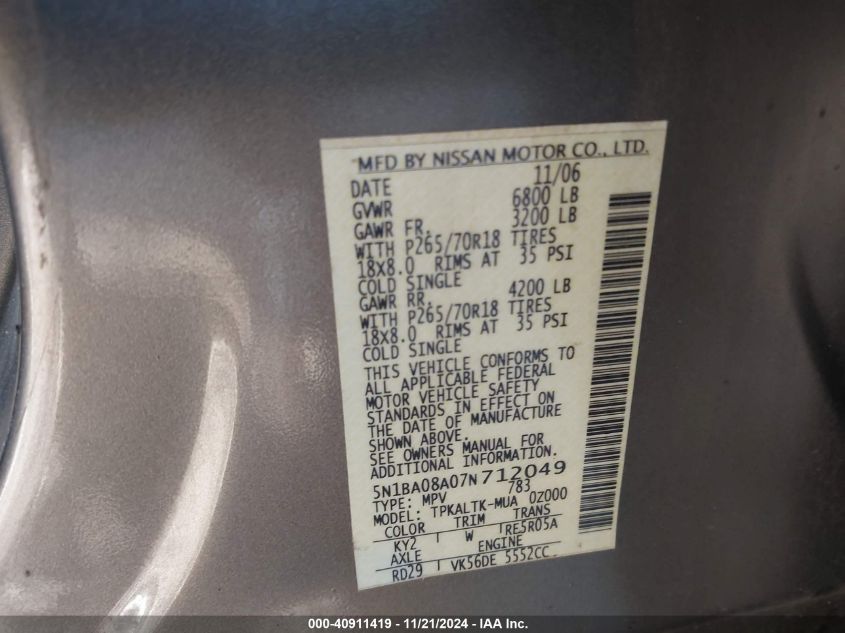 MFD BY NISSAN MOTOR CO., LTD.
DATE 11/06
GVWR 6800 LB
GAWR FR. 3200 LB
WITH P265/70R18 TIRES
18x8.0 RIMS AT 35 PSI
COLD SINGLE
GAWR RR. 4200 LB
WITH P265/70R18 TIRES
18x8.0 RIMS AT 35 PSI
COLD SINGLE
THIS VEHICLE CONFORMS TO
ALL APPLICABLE FEDERAL
MOTOR VEHICLE SAFETY
STANDARDS IN EFFECT ON
THE DATE OF MANUFACTURE
SHOWN ABOVE.
SEE OWNERS MANUAL FOR
ADDITIONAL INFORMATION.
5N1BA08A07N712049
TYPE: MPV 783
MODEL: TPKALTK-MUA 0Z000
COLOR TRIM TRANS
KY2 W RE5R05A
AXLE ENGINE
RD29 VK56DE 5552CC
000-40911419 - 11/21/2024 - IAA Inc.